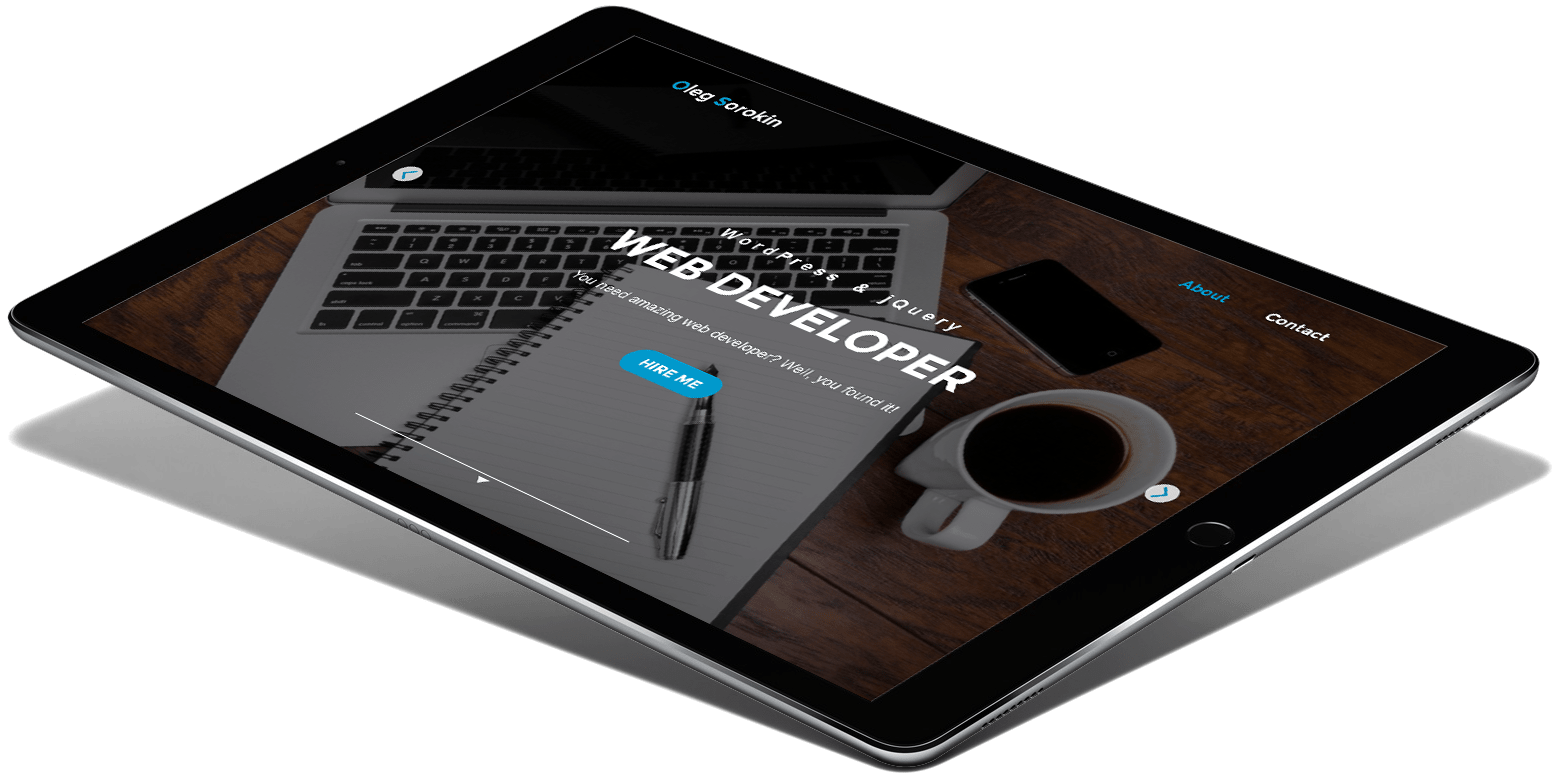 Oleg Sorokin
About
Contact
WordPress & jQuery
WEB DEVELOPER
You need amazing web developer? Well, you found it!
HIRE ME